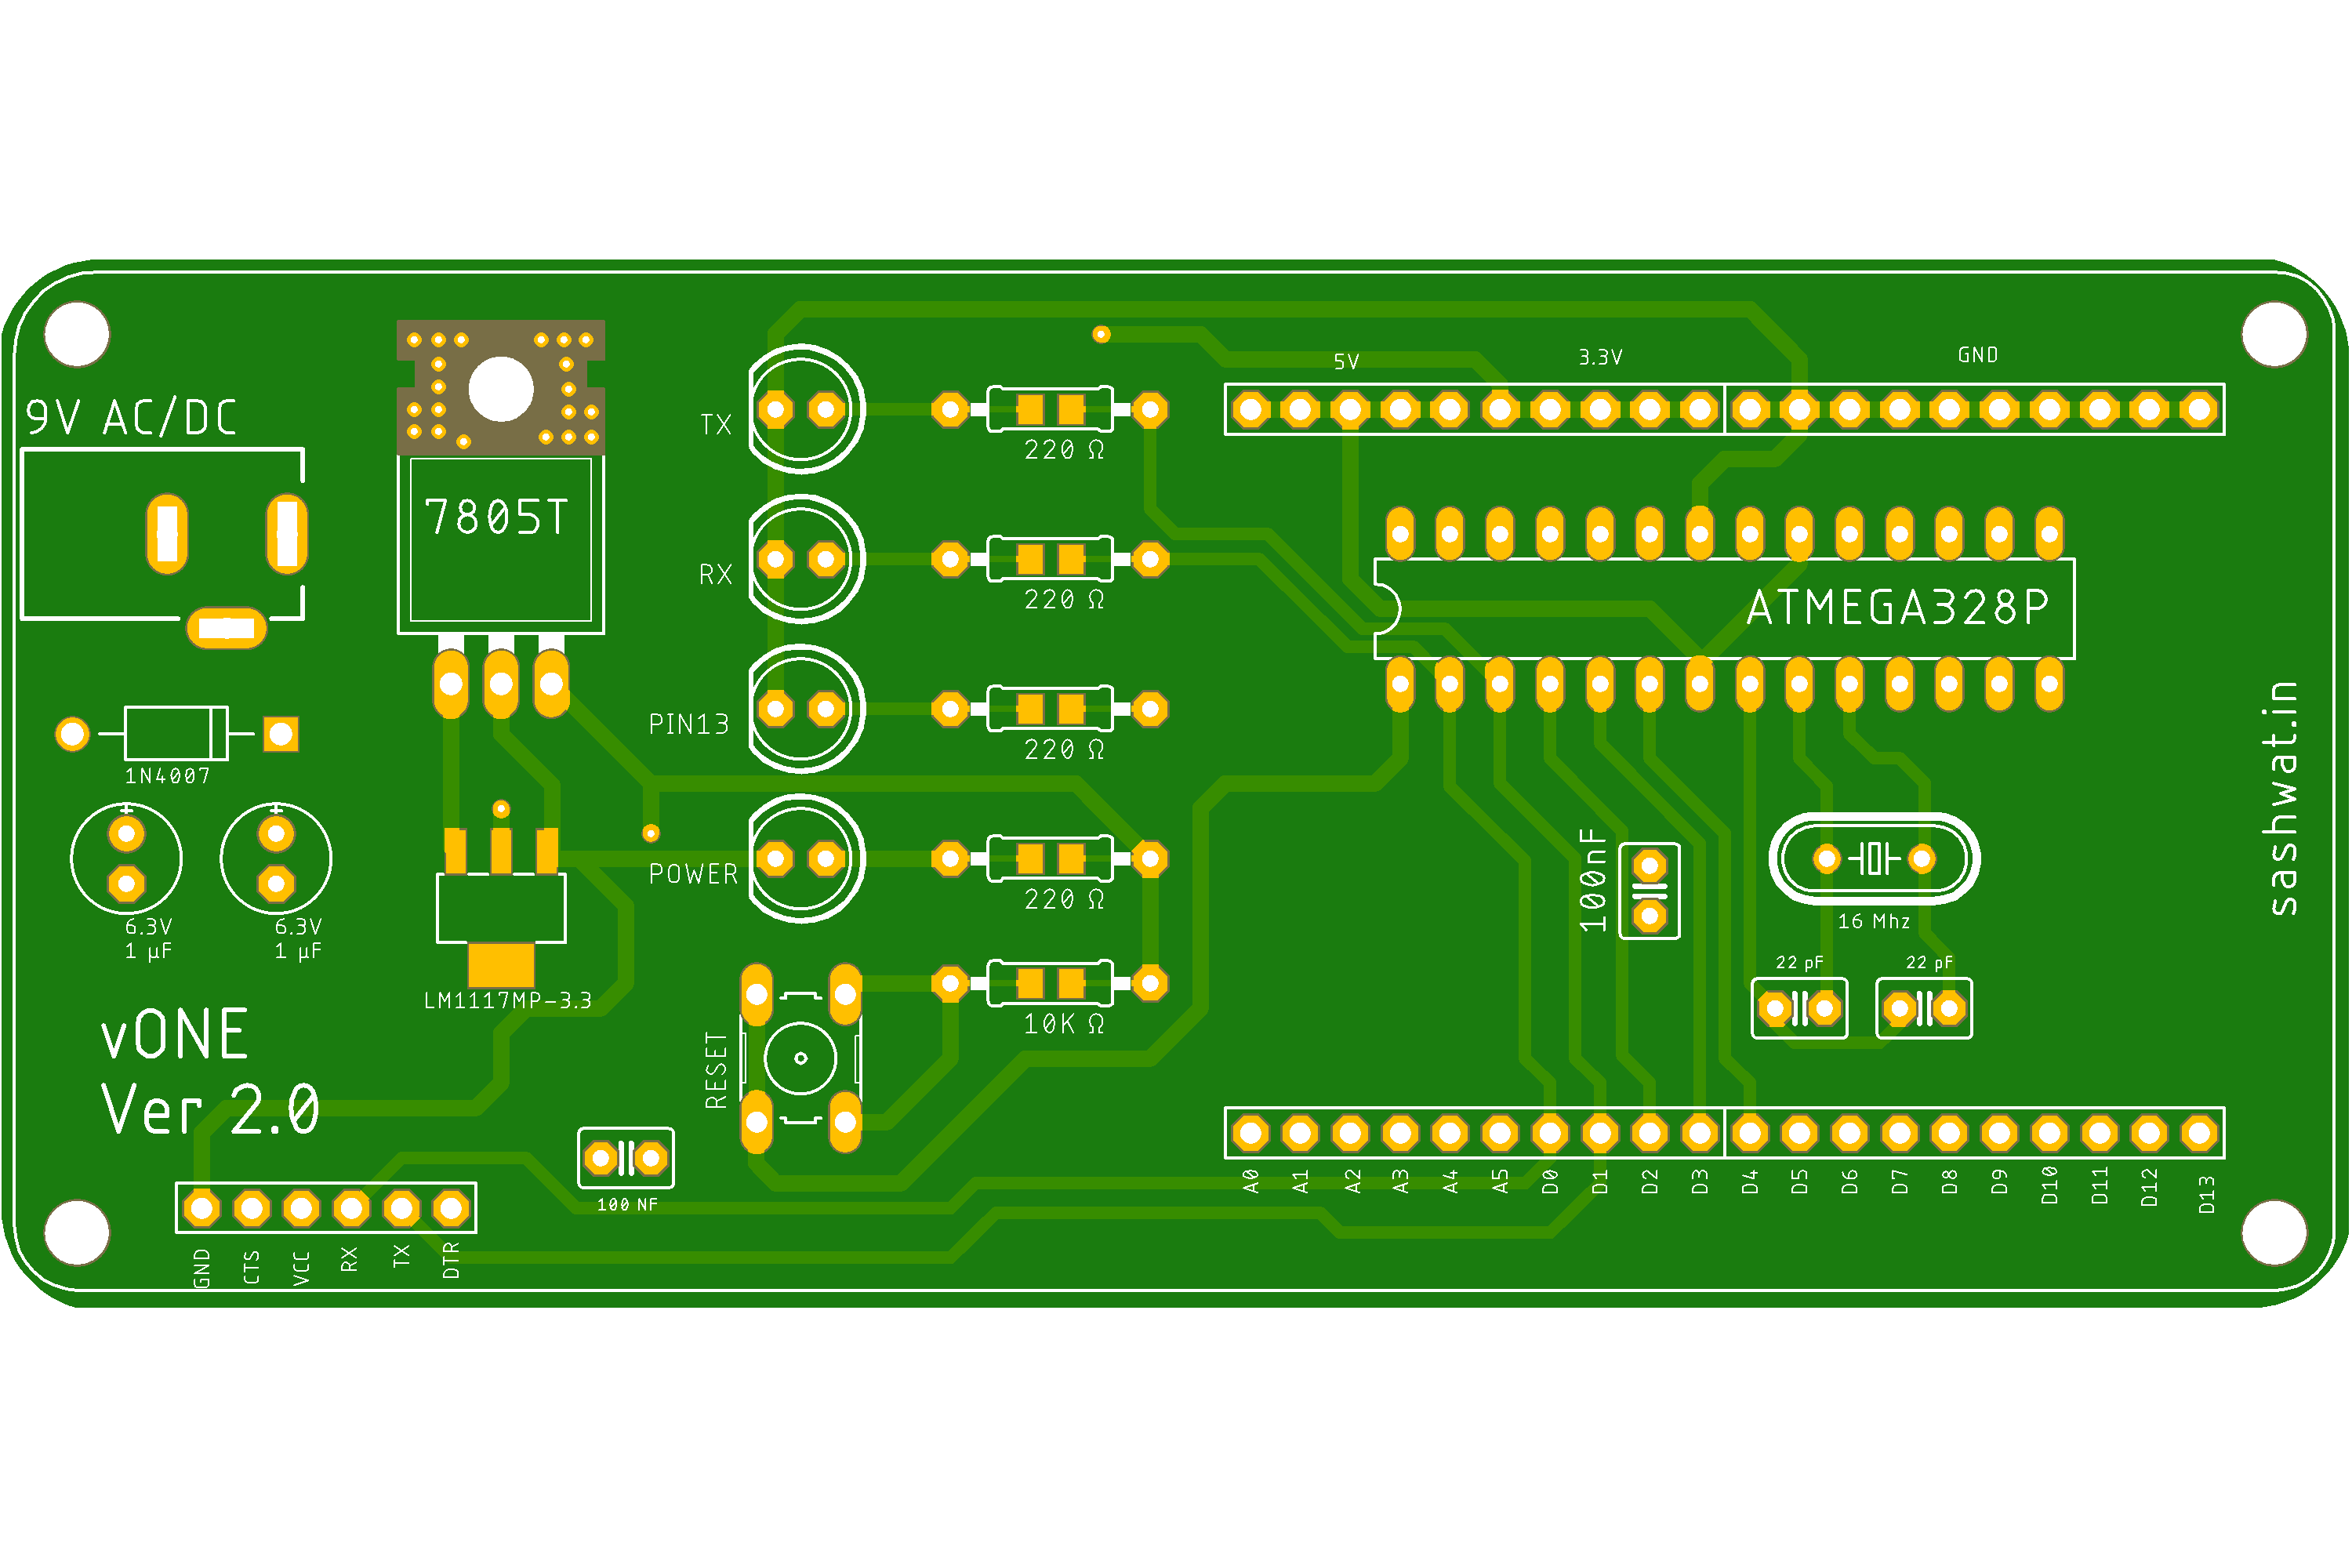 5V
3.3V
GND
9V AC/DC
TX
220 Ω
7805T
RX
220 Ω
ATMEGA328P
PIN13
220 Ω
1N4007
sashwat.in
POWER
220 Ω
100nF
16 Mhz
6.3V
1 µF
6.3V
1 µF
22 pF
22 pF
LM1117MP-3.3
10K Ω
vONE
Ver 2.0
RESET
100 NF
A0
A1
A2
A3
A4
A5
D0
D1
D2
D3
D4
D5
D6
D7
D8
D9
D10
D11
D12
D13
GND
CTS
VCC
RX
TX
DTR